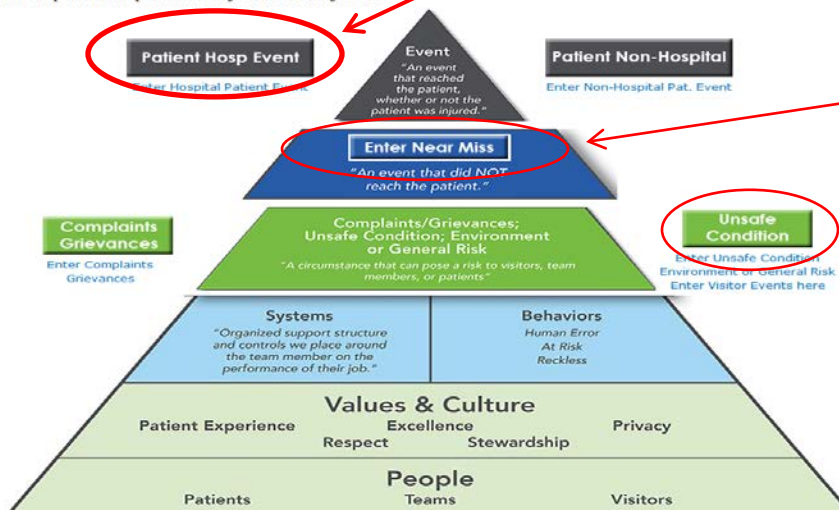 Patient Hosp Event
Enter Hospital Patient Event
Event
"An event
that reached
the patient,
whether or not the
patient was injured."
Patient Non-Hospital
Enter Non-Hospital Pat. Event
Enter Near Miss
"An event that did NOT
reach the patient."
Complaints
Grievances
Enter Complaints
Grievances
Complaints/Grievances;
Unsafe Condition; Environment
or General Risk
"A circumstance that can pose a risk to visitors, team
members, or patients"
Unsafe
Condition
Enter Unsafe Condition
Environment or General Risk
Enter Visitor Events here
Systems
"Organized support structure
and controls we place around
the team member on the
performance of their job."
Behaviors
Human Error
At Risk
Reckless
Values & Culture
Patient Experience Excellence Privacy
Respect Stewardship
People
Patients Teams Visitors